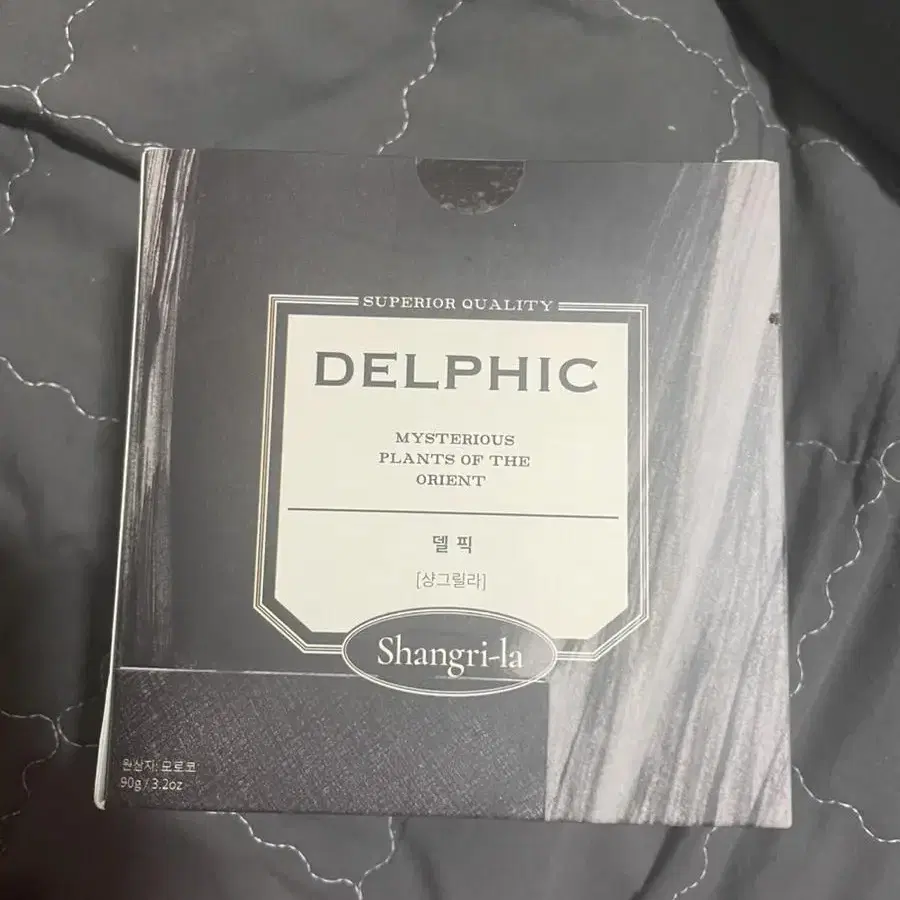 SUPERIOR QUALITY
DELPHIC
MYSTERIOUS
PLANTS OF THE
ORIENT
델픽
[샹그릴라]
Shangri-la
원산지: 모로코
90g / 3.2oz